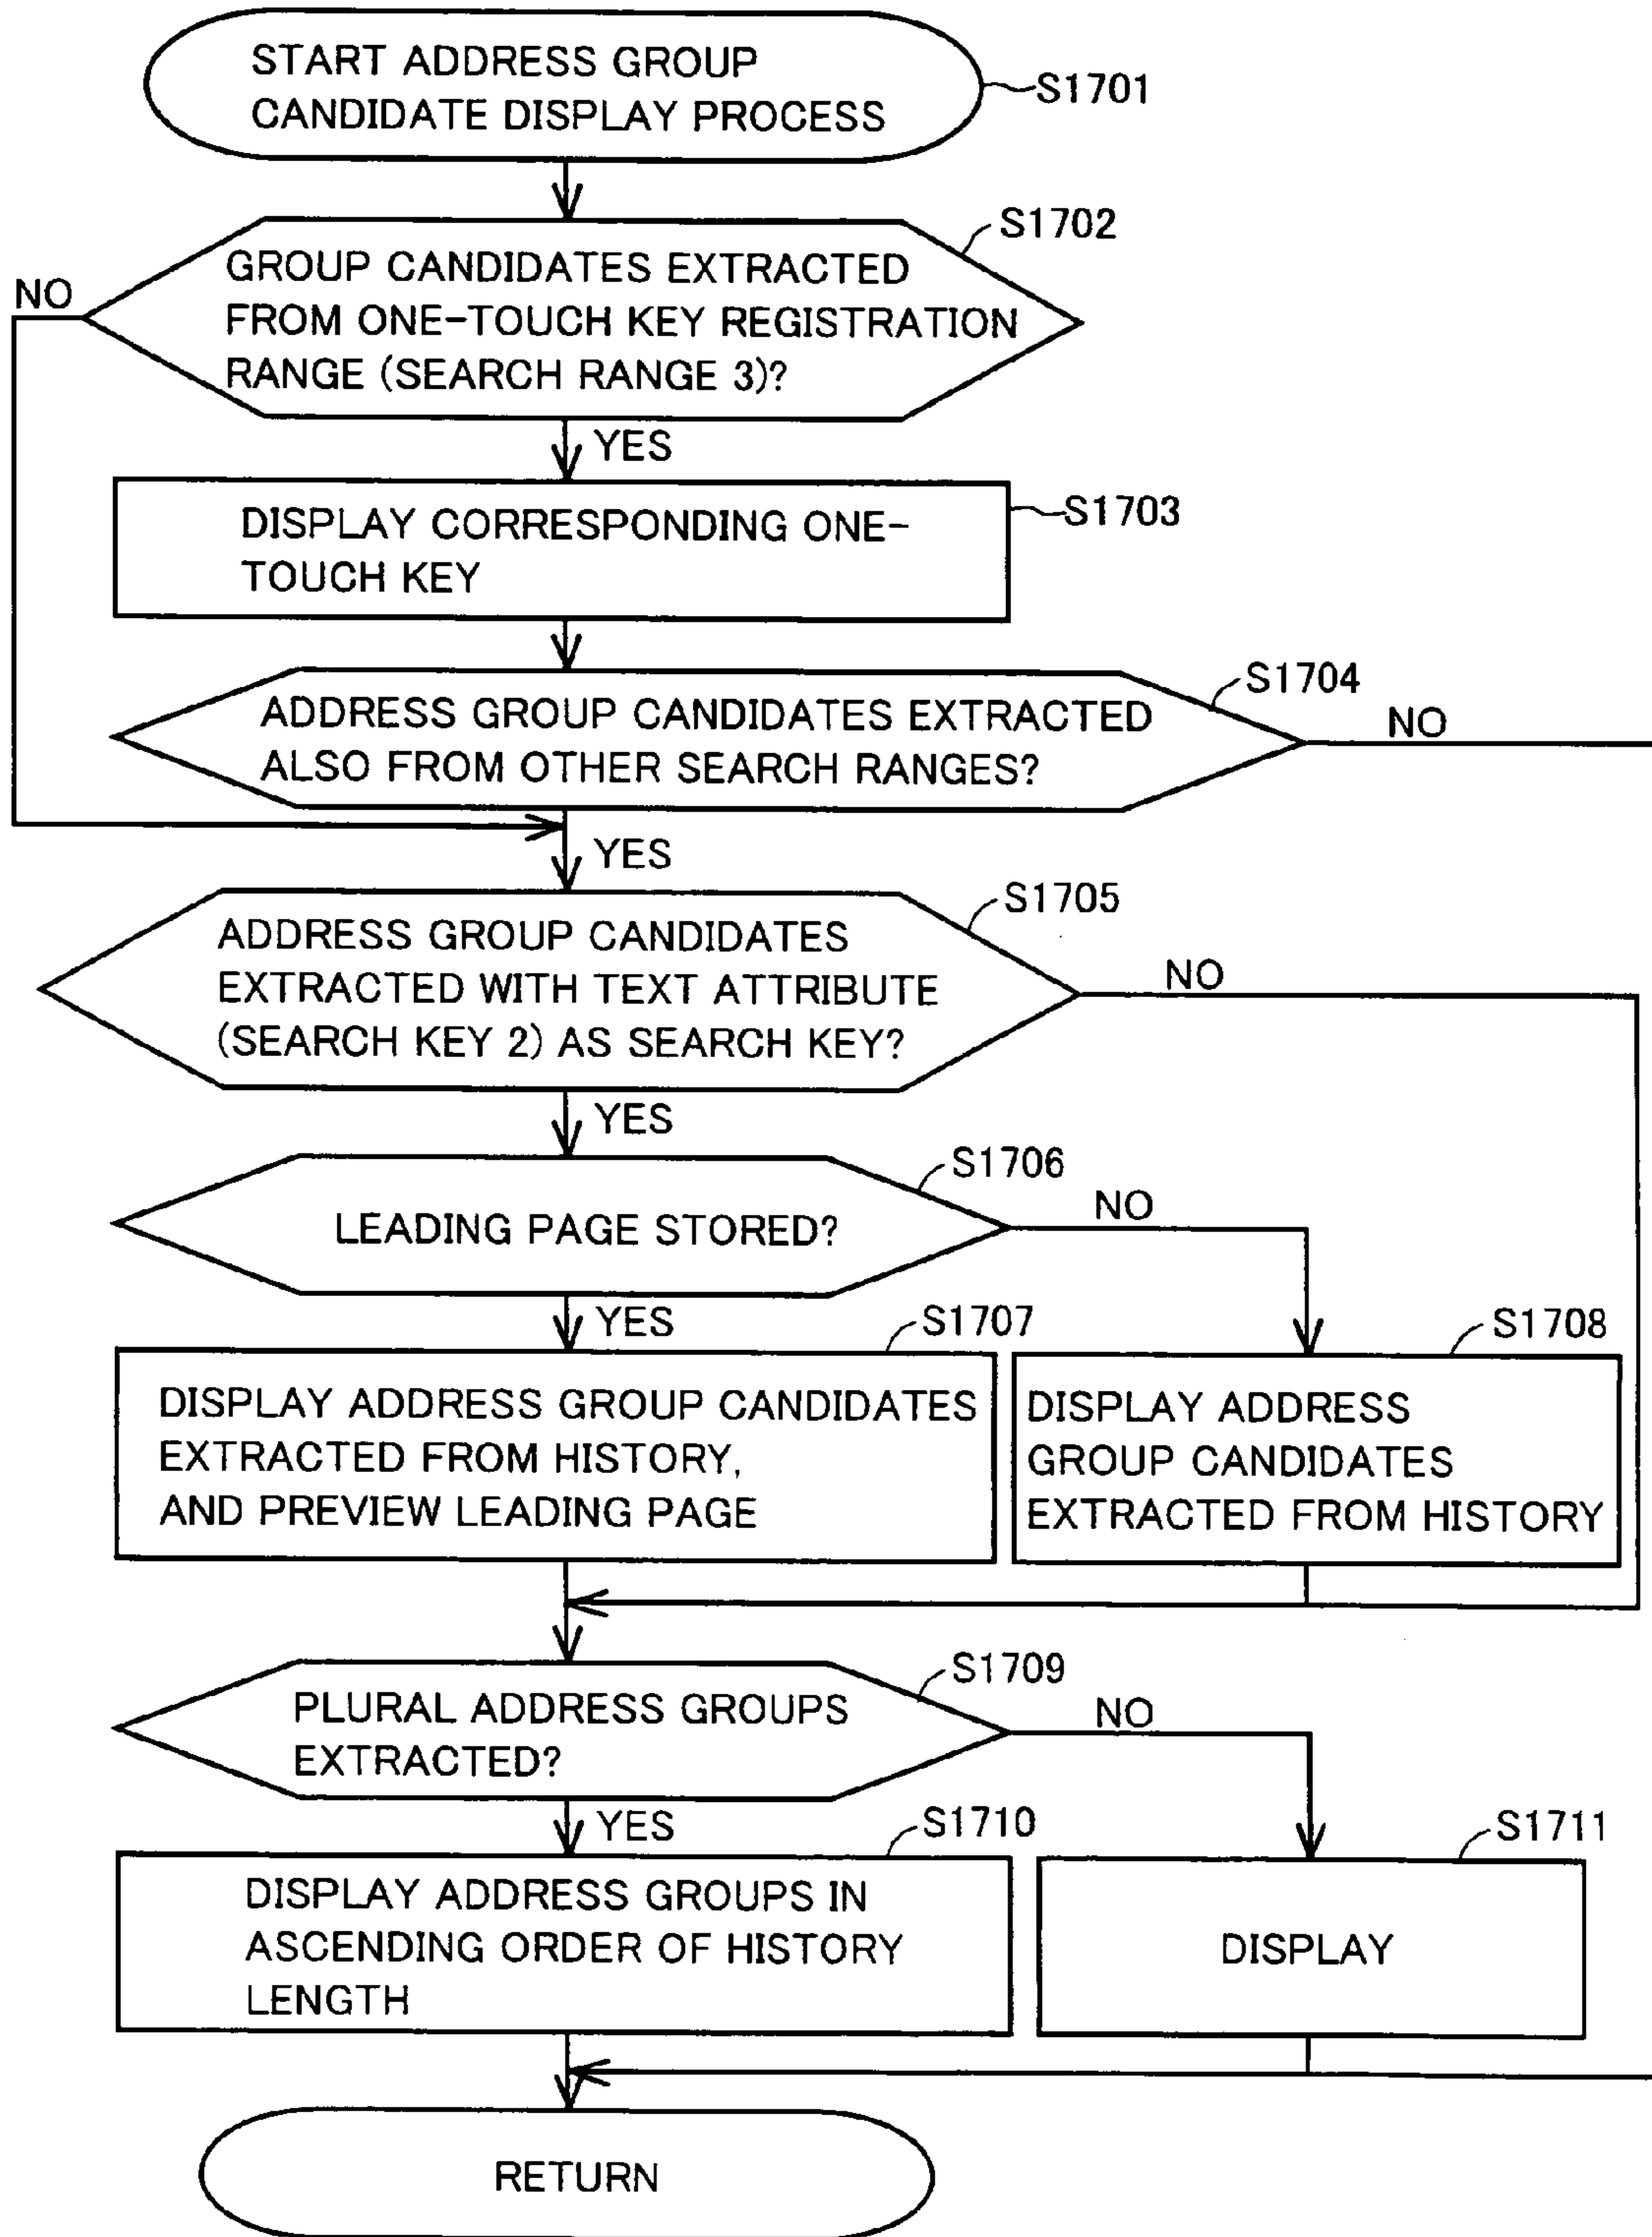 START ADDRESS GROUP
CANDIDATE DISPLAY PROCESS
S1701
S1702
GROUP CANDIDATES EXTRACTED
FROM ONE-TOUCH KEY REGISTRATION
RANGE (SEARCH RANGE 3)?
NO
YES
DISPLAY CORRESPONDING ONE-
TOUCH KEY
S1703
S1704
ADDRESS GROUP CANDIDATES EXTRACTED
ALSO FROM OTHER SEARCH RANGES?
NO
YES
S1705
ADDRESS GROUP CANDIDATES
EXTRACTED WITH TEXT ATTRIBUTE
(SEARCH KEY 2) AS SEARCH KEY?
NO
YES
S1706
LEADING PAGE STORED?
NO
YES
S1707
DISPLAY ADDRESS GROUP CANDIDATES
EXTRACTED FROM HISTORY,
AND PREVIEW LEADING PAGE
S1708
DISPLAY ADDRESS
GROUP CANDIDATES
EXTRACTED FROM HISTORY
S1709
PLURAL ADDRESS GROUPS
EXTRACTED?
NO
YES
S1710
DISPLAY ADDRESS GROUPS IN
ASCENDING ORDER OF HISTORY
LENGTH
S1711
DISPLAY
RETURN